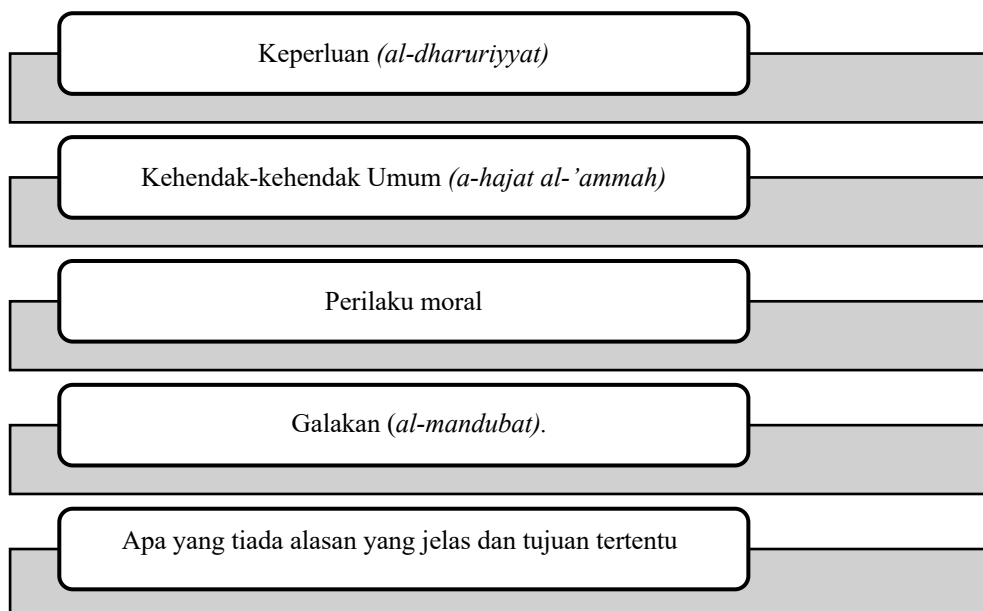 Keperluan (al-dharuriyyat)
Kehendak-kehendak Umum (a-hajat al-’ammah)
Perilaku moral
Galakan (al-mandubat).
Apa yang tiada alasan yang jelas dan tujuan tertentu